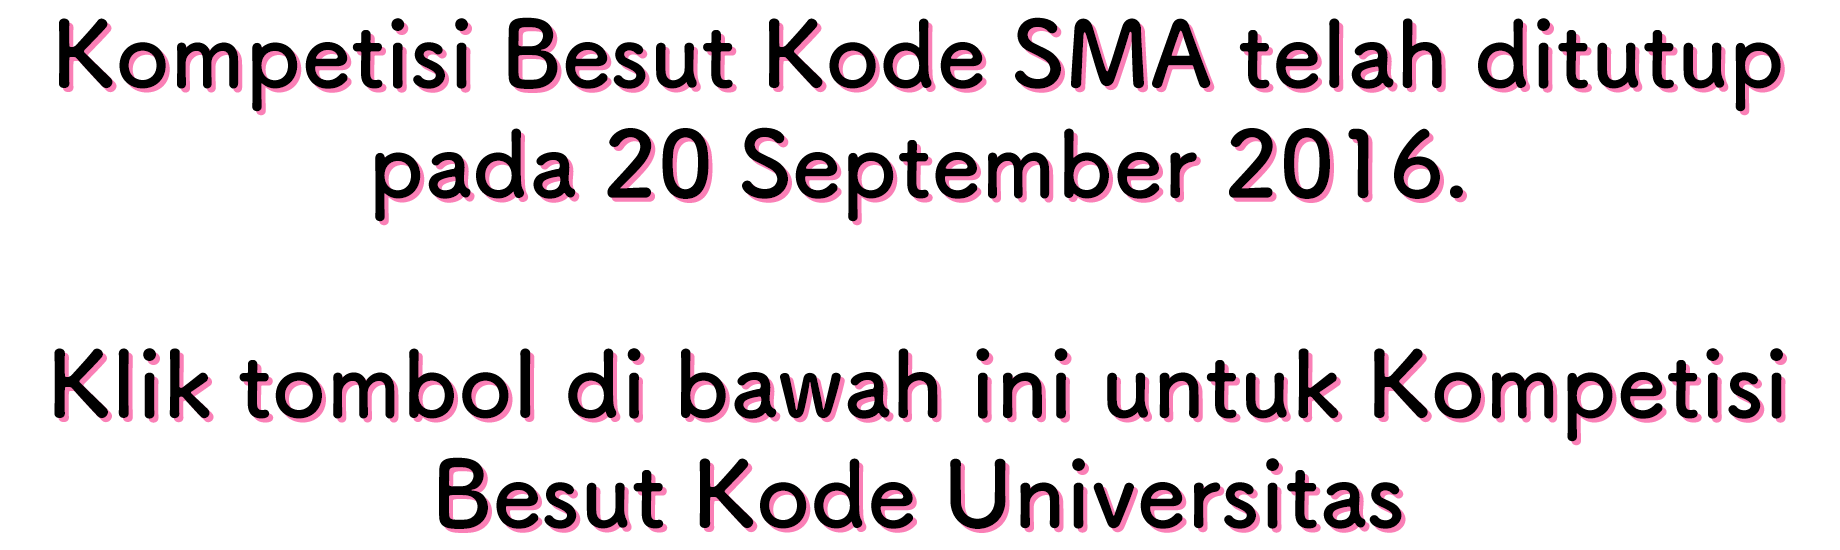 Kompetisi Besut Kode SMA telah ditutup
pada 20 September 2016.
Klik tombol di bawah ini untuk Kompetisi
Besut Kode Universitas